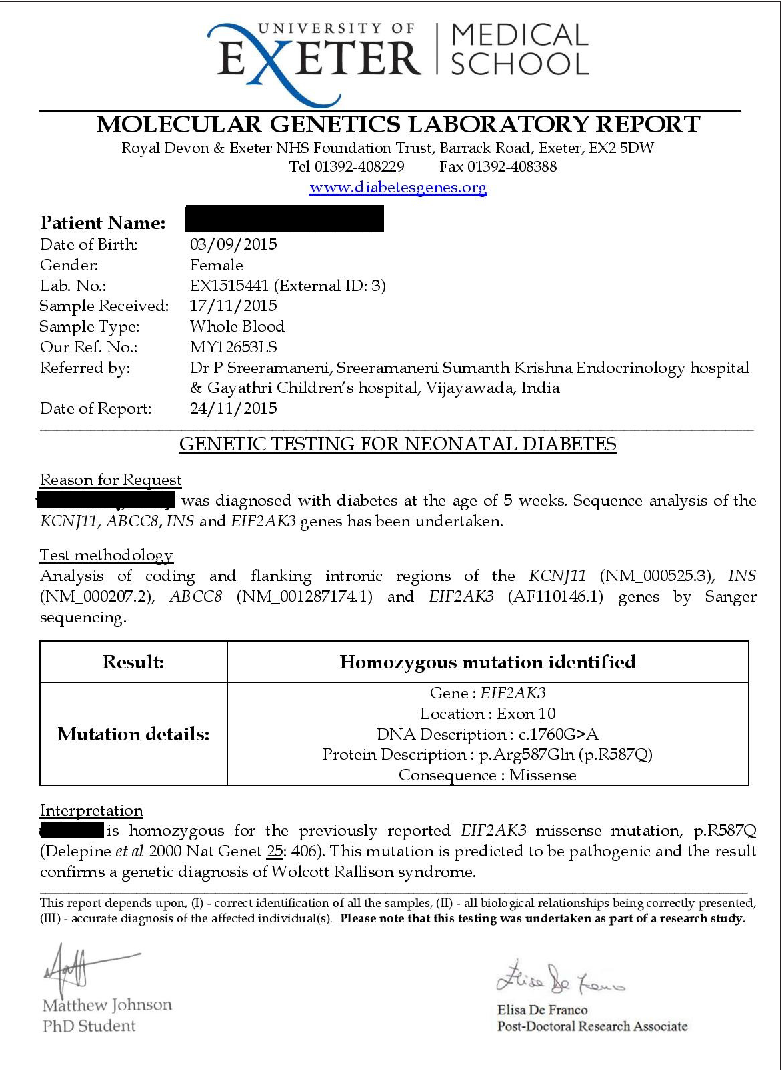 UNIVERSITY OF
EXETER
MEDICAL
SCHOOL
MOLECULAR GENETICS LABORATORY REPORT
Royal Devon & Exeter NHS Foundation Trust, Barrack Road, Exeter, EX2 5DW
Tel 01392-408229 Fax 01392-408388
www.diabetesgenes.org
Patient Name:
Date of Birth: 03/09/2015
Gender: Female
Lab. No.: EX1515441 (External ID: 3)
Sample Received: 17/11/2015
Sample Type: Whole Blood
Our Ref. No.: MY12653LS
Referred by: Dr P Sreeramaneni, Sreeramaneni Sumanth Krishna Endocrinology hospital
& Gayathri Children's hospital, Vijayawada, India
Date of Report: 24/11/2015
GENETIC TESTING FOR NEONATAL DIABETES
Reason for Request
was diagnosed with diabetes at the age of 5 weeks. Sequence analysis of the
KCNJ11, ABCC8, INS and EIF2AK3 genes has been undertaken.
Test methodology
Analysis of coding and flanking intronic regions of the KCNJ11 (NM_000525.3), INS
(NM_000207.2), ABCC8 (NM_001287174.1) and EIF2AK3 (AF110146.1) genes by Sanger
sequencing.
Result: Homozygous mutation identified
Mutation details:
Gene : EIF2AK3
Location : Exon 10
DNA Description : c.1760G>A
Protein Description : p.Arg587Gln (p.R587Q)
Consequence : Missense
Interpretation
is homozygous for the previously reported EIF2AK3 missense mutation, p.R587Q
(Delepine et al 2000 Nat Genet 25: 406). This mutation is predicted to be pathogenic and the result
confirms a genetic diagnosis of Wolcott Rallison syndrome.
This report depends upon, (I) - correct identification of all the samples, (II) - all biological relationships being correctly presented,
(III) - accurate diagnosis of the affected individual(s). Please note that this testing was undertaken as part of a research study.
Matthew Johnson
PhD Student
Elisa De Franco
Elisa De Franco
Post-Doctoral Research Associate